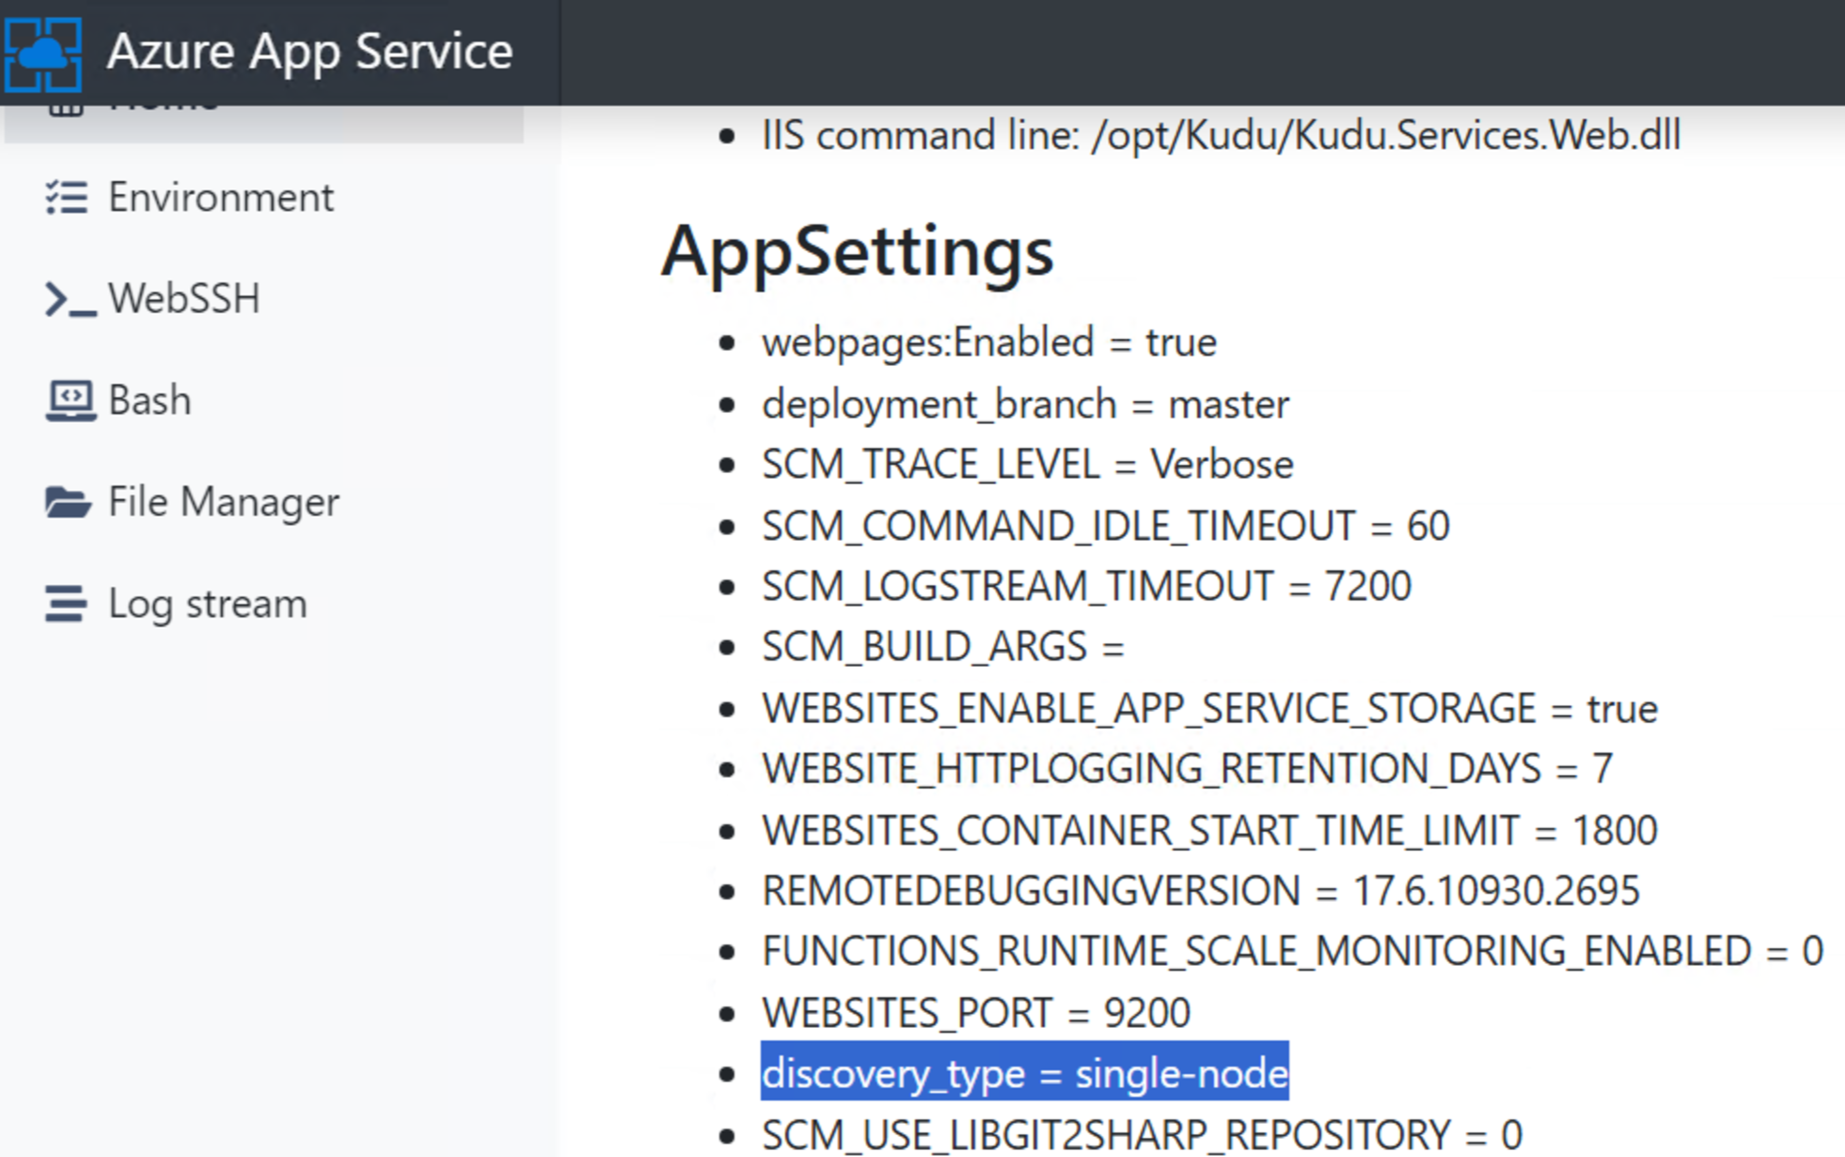 Azure App Service
Home
Environment
WebSSH
Bash
File Manager
Log stream
IIS command line: /opt/Kudu/Kudu.Services.Web.dll
AppSettings
webpages:Enabled = true
deployment_branch = master
SCM_TRACE_LEVEL = Verbose
SCM_COMMAND_IDLE_TIMEOUT = 60
SCM_LOGSTREAM_TIMEOUT = 7200
SCM_BUILD_ARGS =
WEBSITES_ENABLE_APP_SERVICE_STORAGE = true
WEBSITE_HTTPLOGGING_RETENTION_DAYS = 7
WEBSITES_CONTAINER_START_TIME_LIMIT = 1800
REMOTEDEBUGGINGVERSION = 17.6.10930.2695
FUNCTIONS_RUNTIME_SCALE_MONITORING_ENABLED = 0
WEBSITES_PORT = 9200
discovery_type = single-node
SCM_USE_LIBGIT2SHARP_REPOSITORY = 0